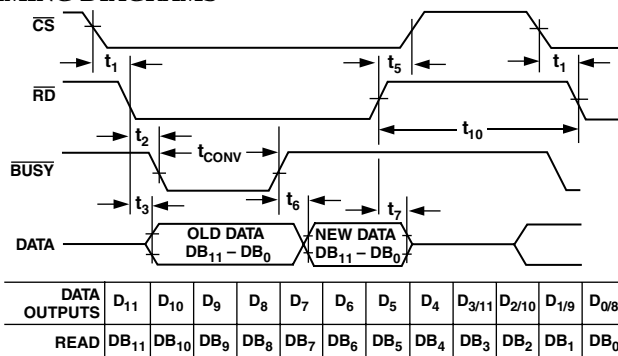 CS
t1 t5 t1
RD
t2 tCONV t10
BUSY
t3 t6 t7
DATA OLD DATA DB11 – DB0 NEW DATA DB11 – DB0
DATA OUTPUTS D11 D10 D9 D8 D7 D6 D5 D4 D3/11 D2/10 D1/9 D0/8
READ DB11 DB10 DB9 DB8 DB7 DB6 DB5 DB4 DB3 DB2 DB1 DB0